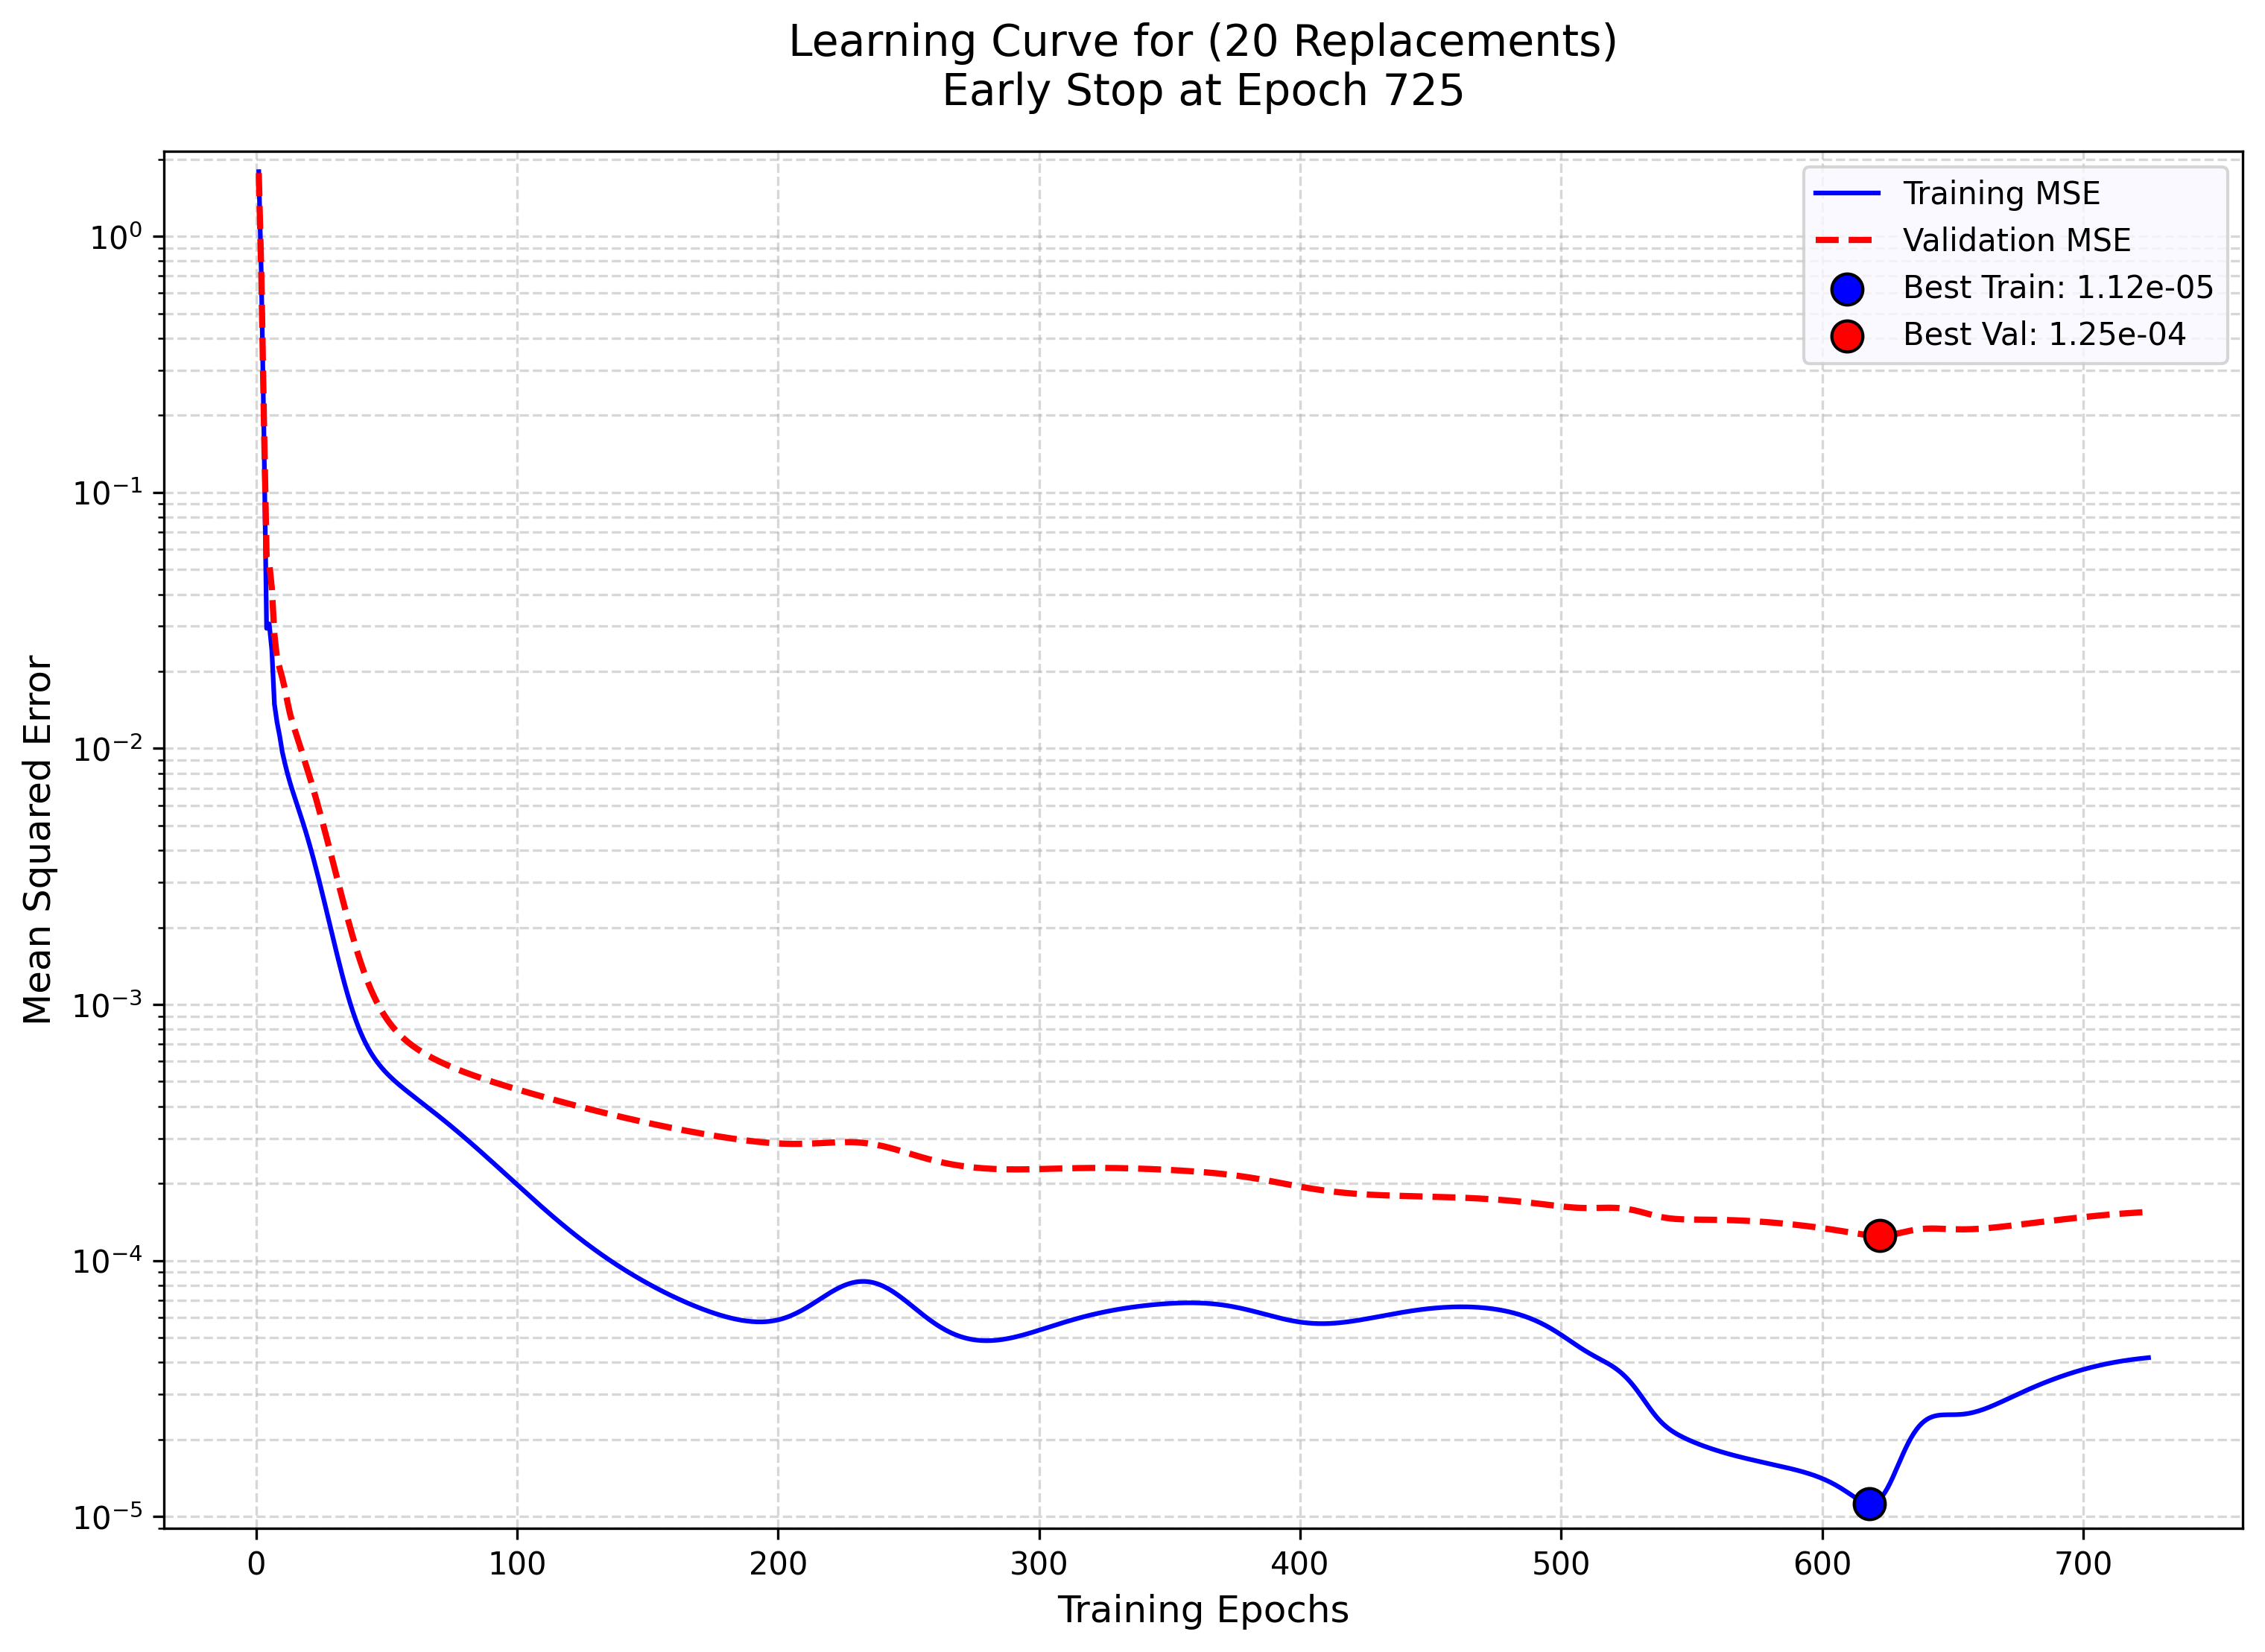 Learning Curve for (20 Replacements)
Early Stop at Epoch 725
Training MSE
Validation MSE
Best Train: 1.12e-05
Best Val: 1.25e-04
Mean Squared Error
10⁰
10⁻¹
10⁻²
10⁻³
10⁻⁴
10⁻⁵
0 100 200 300 400 500 600 700
Training Epochs